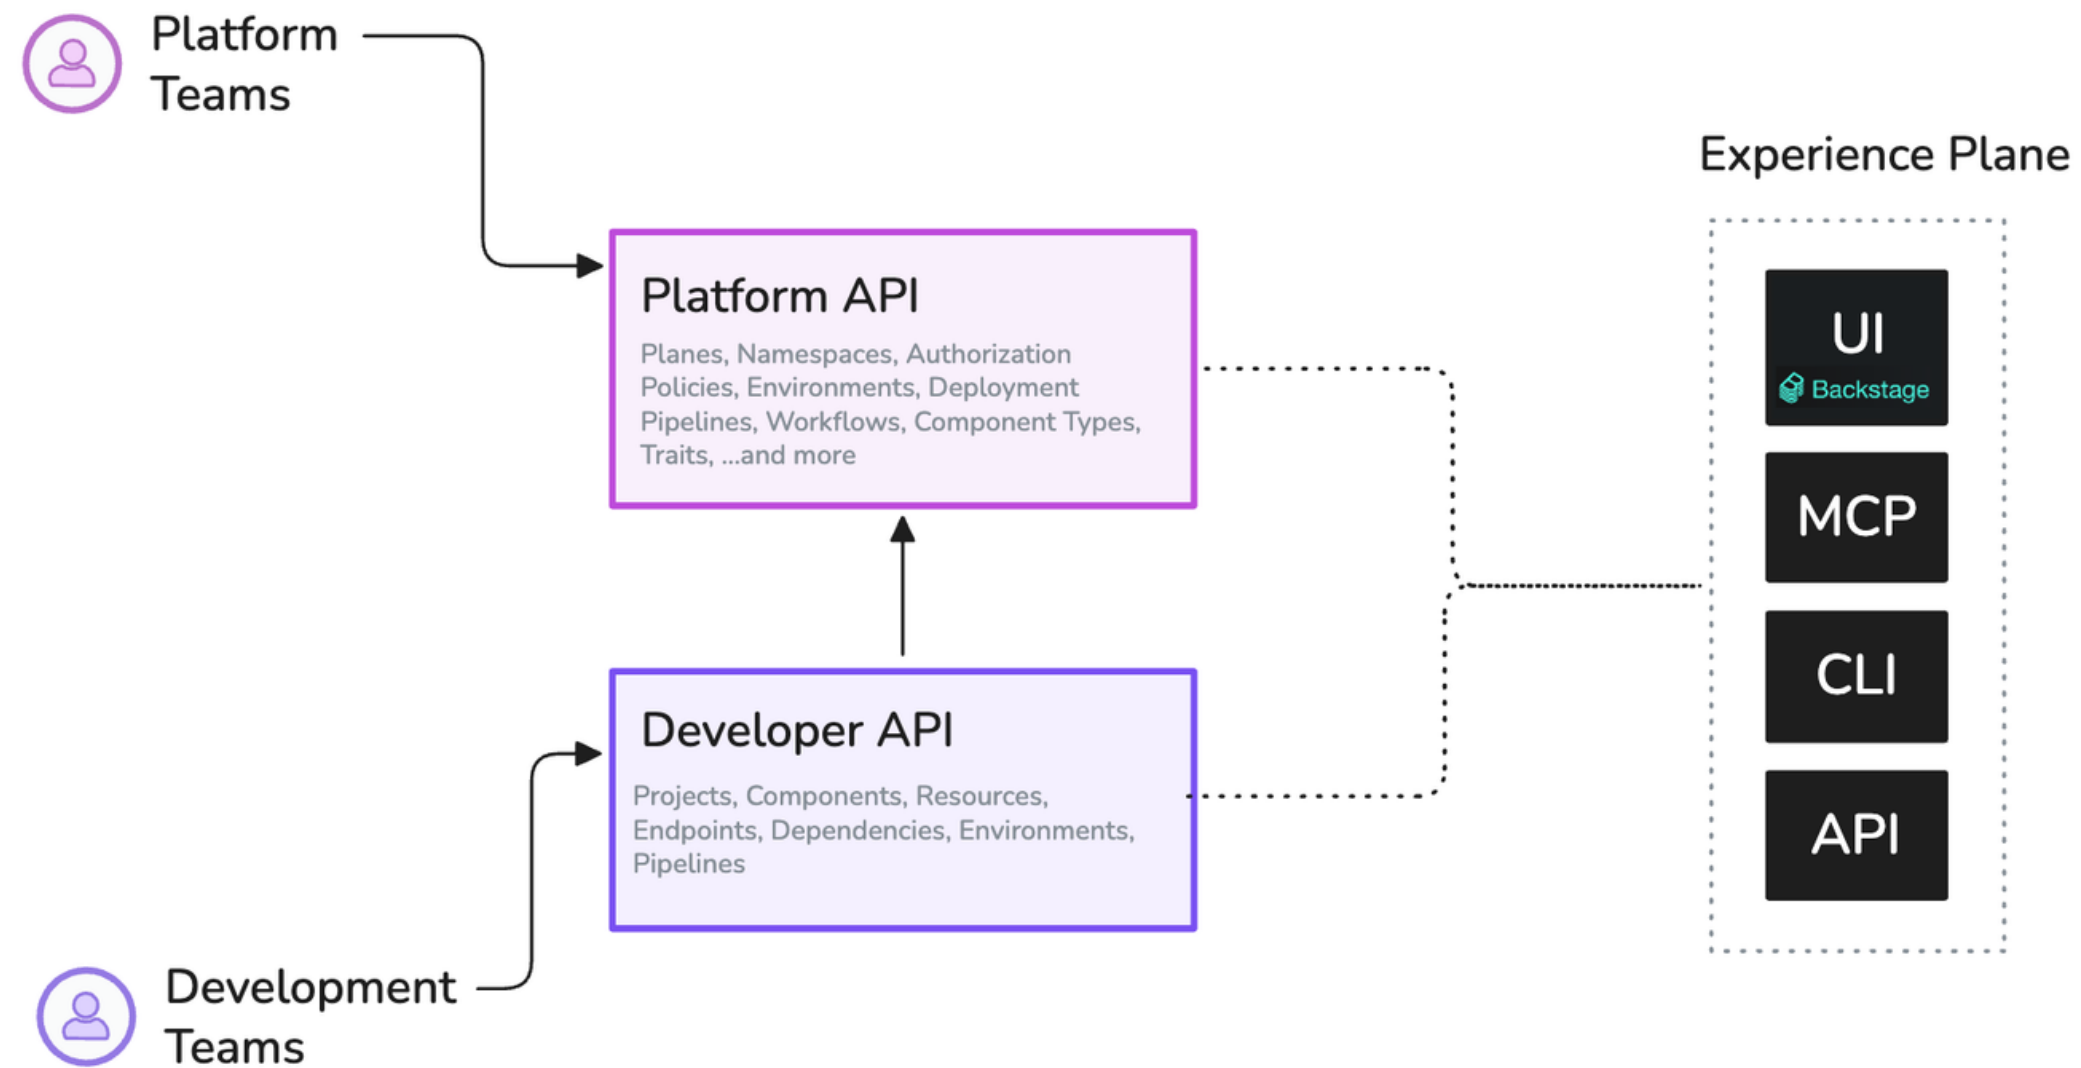 Platform
Teams
Experience Plane
Platform API
Planes, Namespaces, Authorization
Policies, Environments, Deployment
Pipelines, Workflows, Component Types,
Traits, ...and more
UI
Backstage
MCP
CLI
API
Developer API
Projects, Components, Resources,
Endpoints, Dependencies, Environments,
Pipelines
Development
Teams